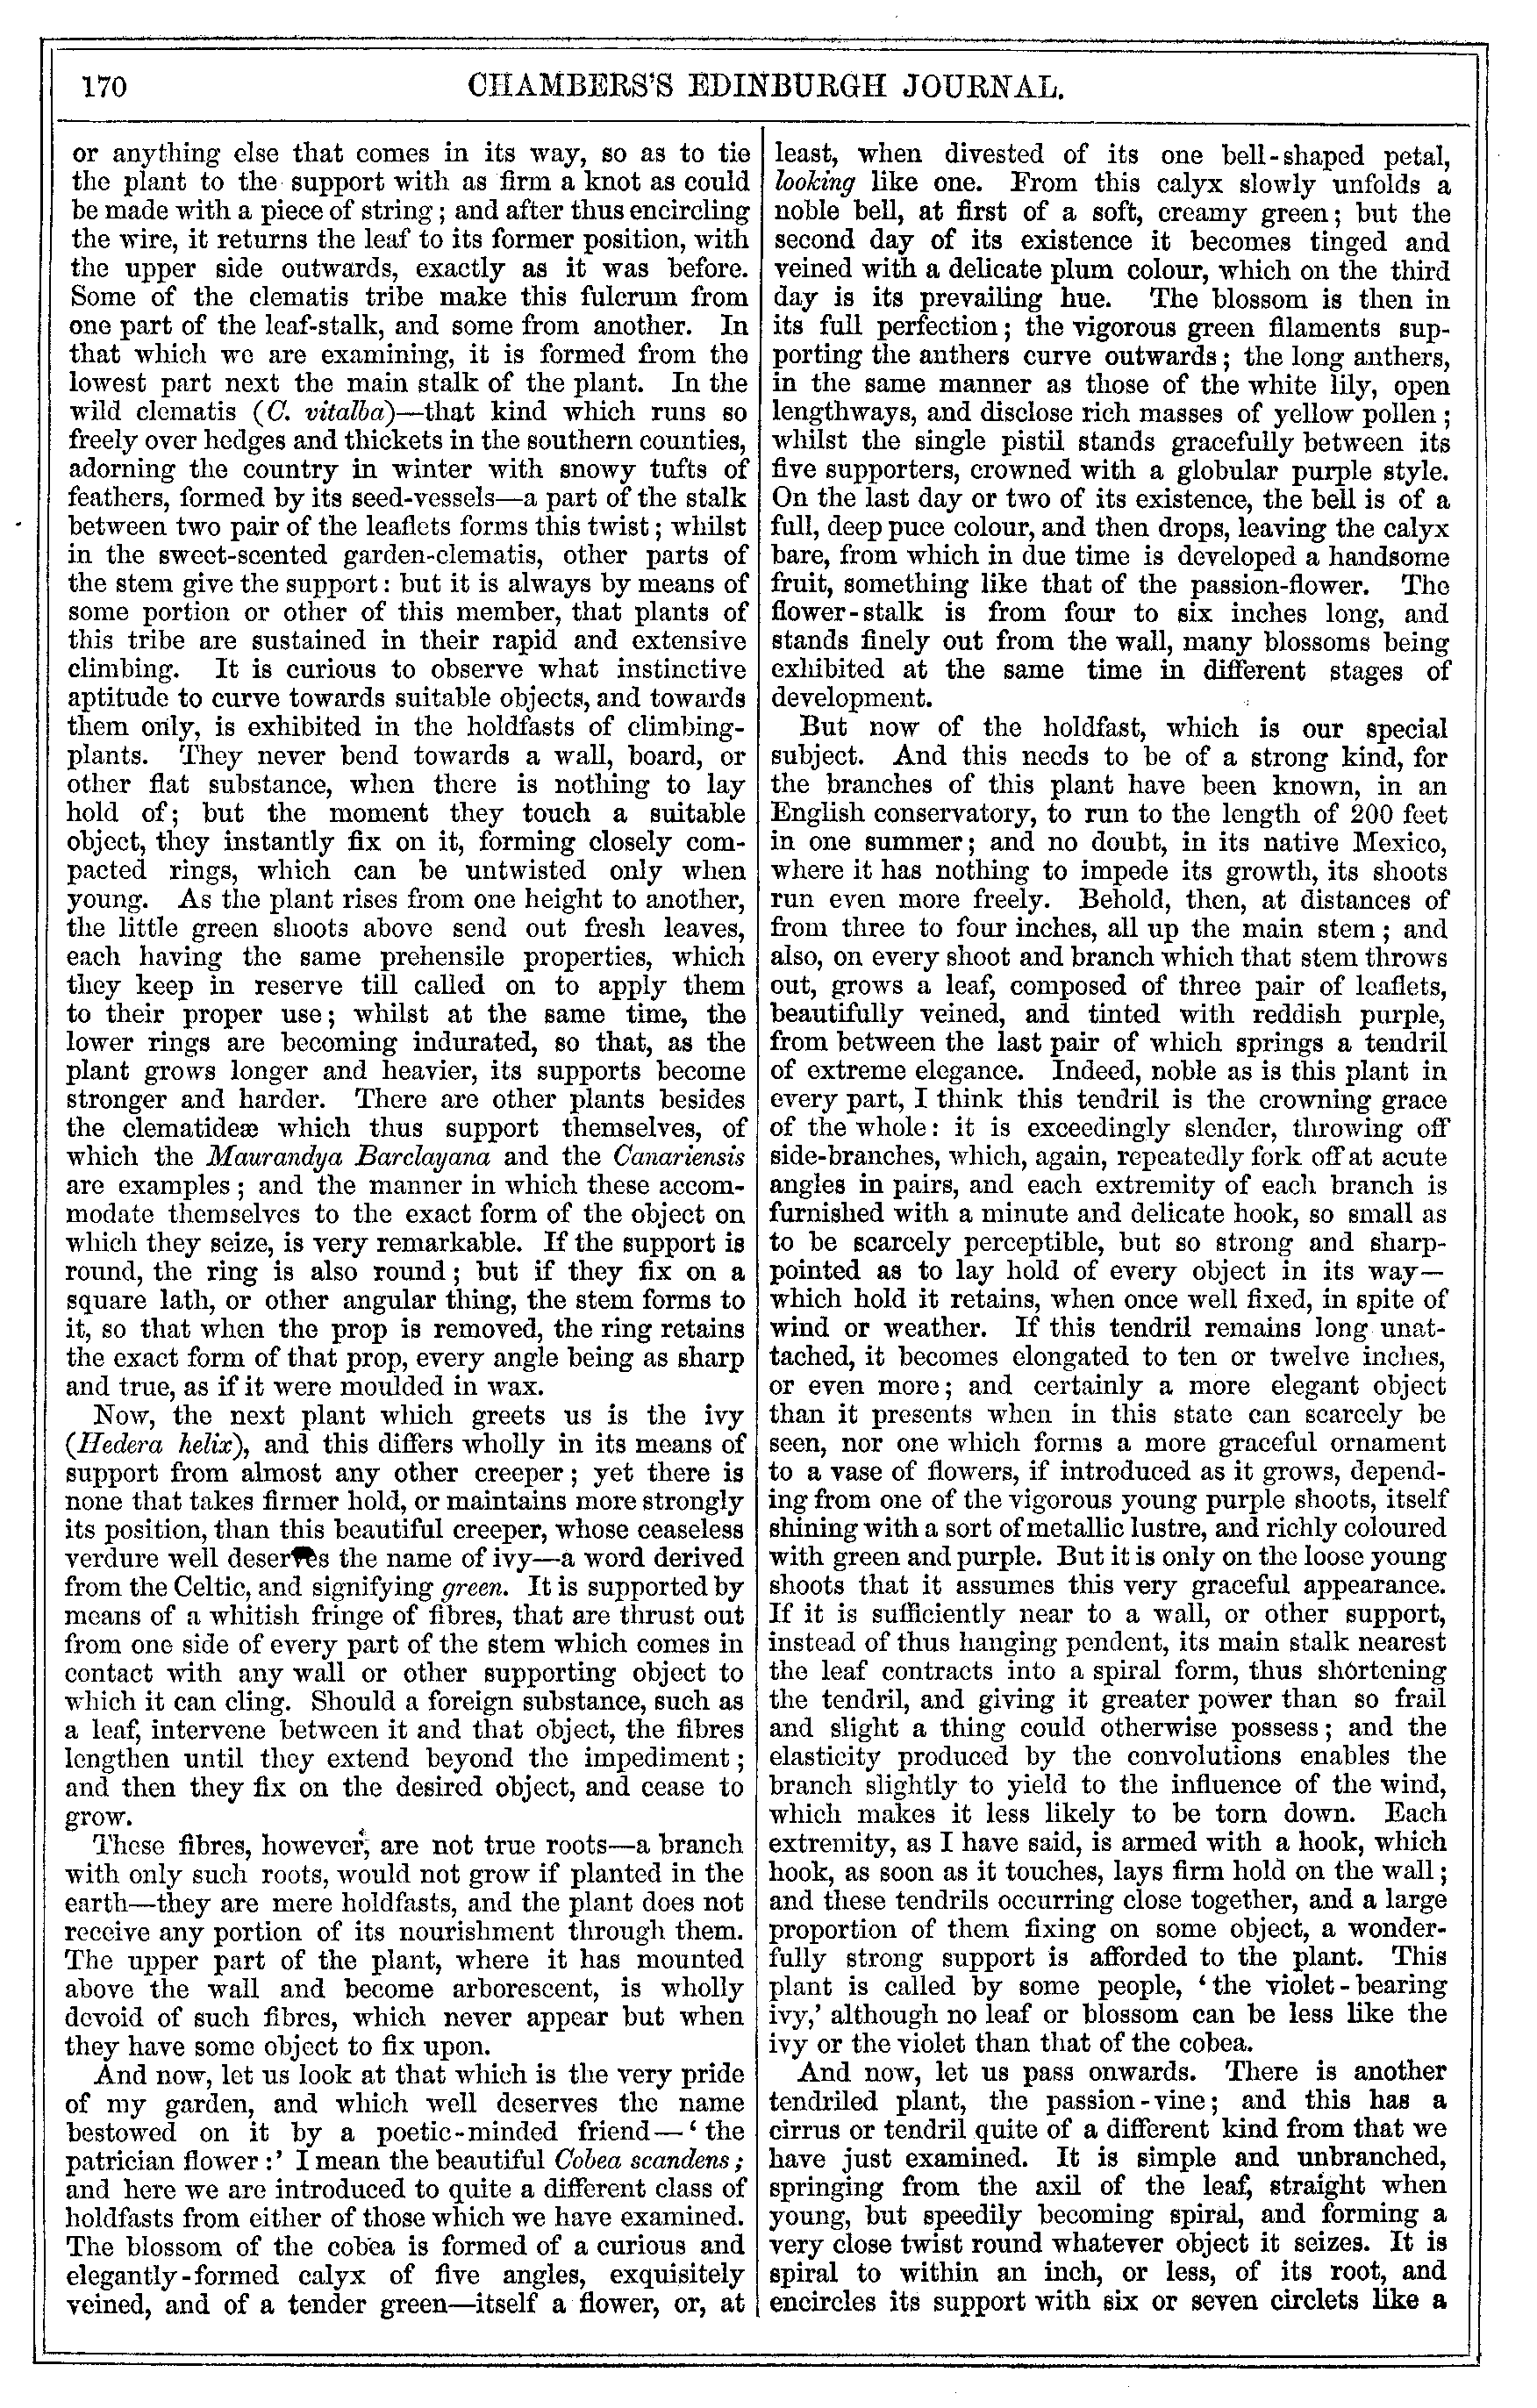 170
CHAMBERS'S EDINBURGH JOURNAL.
or anything else that comes in its way, so as to tie
the plant to the support with as firm a knot as could
be made with a piece of string; and after thus encircling
the wire, it returns the leaf to its former position, with
the upper side outwards, exactly as it was before.
Some of the clematis tribe make this fulcrum from
one part of the leaf-stalk, and some from another. In
that which we are examining, it is formed from the
lowest part next the main stalk of the plant. In the
wild clematis (C. vitalba)—that kind which runs so
freely over hedges and thickets in the southern counties,
adorning the country in winter with snowy tufts of
feathers, formed by its seed-vessels—a part of the stalk
between two pair of the leaflets forms this twist; whilst
in the sweet-scented garden-clematis, other parts of
the stem give the support: but it is always by means of
some portion or other of this member, that plants of
this tribe are sustained in their rapid and extensive
climbing. It is curious to observe what instinctive
aptitude to curve towards suitable objects, and towards
them only, is exhibited in the holdfasts of climbing-
plants. They never bend towards a wall, board, or
other flat substance, when there is nothing to lay
hold of; but the moment they touch a suitable
object, they instantly fix on it, forming closely com-
pacted rings, which can be untwisted only when
young. As the plant rises from one height to another,
the little green shoots above send out fresh leaves,
each having the same prehensile properties, which
they keep in reserve till called on to apply them
to their proper use; whilst at the same time, the
lower rings are becoming indurated, so that, as the
plant grows longer and heavier, its supports become
stronger and harder. There are other plants besides
the clematideæ which thus support themselves, of
which the Maurandya Barclayana and the Canariensis
are examples; and the manner in which these accom-
modate themselves to the exact form of the object on
which they seize, is very remarkable. If the support is
round, the ring is also round; but if they fix on a
square lath, or other angular thing, the stem forms to
it, so that when the prop is removed, the ring retains
the exact form of that prop, every angle being as sharp
and true, as if it were moulded in wax.
Now, the next plant which greets us is the ivy
(Hedera helix), and this differs wholly in its means of
support from almost any other creeper; yet there is
none that takes firmer hold, or maintains more strongly
its position, than this beautiful creeper, whose ceaseless
verdure well deserves the name of ivy—a word derived
from the Celtic, and signifying green. It is supported by
means of a whitish fringe of fibres, that are thrust out
from one side of every part of the stem which comes in
contact with any wall or other supporting object to
which it can cling. Should a foreign substance, such as
a leaf, intervene between it and that object, the fibres
lengthen until they extend beyond the impediment;
and then they fix on the desired object, and cease to
grow.
These fibres, however, are not true roots—a branch
with only such roots, would not grow if planted in the
earth—they are mere holdfasts, and the plant does not
receive any portion of its nourishment through them.
The upper part of the plant, where it has mounted
above the wall and become arborescent, is wholly
devoid of such fibres, which never appear but when
they have some object to fix upon.
And now, let us look at that which is the very pride
of my garden, and which well deserves the name
bestowed on it by a poetic-minded friend—‘the
patrician flower:’ I mean the beautiful Cobea scandens;
and here we are introduced to quite a different class of
holdfasts from either of those which we have examined.
The blossom of the cobea is formed of a curious and
elegantly-formed calyx of five angles, exquisitely
veined, and of a tender green—itself a flower, or, at
least, when divested of its one bell-shaped petal,
looking like one. From this calyx slowly unfolds a
noble bell, at first of a soft, creamy green; but the
second day of its existence it becomes tinged and
veined with a delicate plum colour, which on the third
day is its prevailing hue. The blossom is then in
its full perfection; the vigorous green filaments sup-
porting the anthers curve outwards; the long anthers,
in the same manner as those of the white lily, open
lengthways, and disclose rich masses of yellow pollen;
whilst the single pistil stands gracefully between its
five supporters, crowned with a globular purple style.
On the last day or two of its existence, the bell is of a
full, deep puce colour, and then drops, leaving the calyx
bare, from which in due time is developed a handsome
fruit, something like that of the passion-flower. The
flower-stalk is from four to six inches long, and
stands finely out from the wall, many blossoms being
exhibited at the same time in different stages of
development.
But now of the holdfast, which is our special
subject. And this needs to be of a strong kind, for
the branches of this plant have been known, in an
English conservatory, to run to the length of 200 feet
in one summer; and no doubt, in its native Mexico,
where it has nothing to impede its growth, its shoots
run even more freely. Behold, then, at distances of
from three to four inches, all up the main stem; and
also, on every shoot and branch which that stem throws
out, grows a leaf, composed of three pair of leaflets,
beautifully veined, and tinted with reddish purple,
from between the last pair of which springs a tendril
of extreme elegance. Indeed, noble as is this plant in
every part, I think this tendril is the crowning grace
of the whole: it is exceedingly slender, throwing off
side-branches, which, again, repeatedly fork off at acute
angles in pairs, and each extremity of each branch is
furnished with a minute and delicate hook, so small as
to be scarcely perceptible, but so strong and sharp-
pointed as to lay hold of every object in its way—
which hold it retains, when once well fixed, in spite of
wind or weather. If this tendril remains long unat-
tached, it becomes elongated to ten or twelve inches,
or even more; and certainly a more elegant object
than it presents when in this state can scarcely be
seen, nor one which forms a more graceful ornament
to a vase of flowers, if introduced as it grows, depend-
ing from one of the vigorous young purple shoots, itself
shining with a sort of metallic lustre, and richly coloured
with green and purple. But it is only on the loose young
shoots that it assumes this very graceful appearance.
If it is sufficiently near to a wall, or other support,
instead of thus hanging pendent, its main stalk nearest
the leaf contracts into a spiral form, thus shortening
the tendril, and giving it greater power than so frail
and slight a thing could otherwise possess; and the
elasticity produced by the convolutions enables the
branch slightly to yield to the influence of the wind,
which makes it less likely to be torn down. Each
extremity, as I have said, is armed with a hook, which
hook, as soon as it touches, lays firm hold on the wall;
and these tendrils occurring close together, and a large
proportion of them fixing on some object, a wonder-
fully strong support is afforded to the plant. This
plant is called by some people, ‘the violet-bearing
ivy,’ although no leaf or blossom can be less like the
ivy or the violet than that of the cobea.
And now, let us pass onwards. There is another
tendriled plant, the passion-vine; and this has a
cirrus or tendril quite of a different kind from that we
have just examined. It is simple and unbranched,
springing from the axil of the leaf, straight when
young, but speedily becoming spiral, and forming a
very close twist round whatever object it seizes. It is
spiral to within an inch, or less, of its root, and
encircles its support with six or seven circlets like a